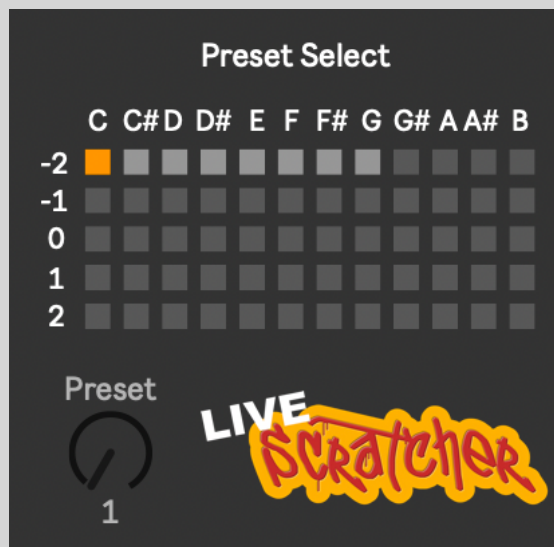 Preset Select
C C# D D# E F F# G G# A A# B
-2
-1
0
1
2
Preset
1
LIVE
SCRatCHER